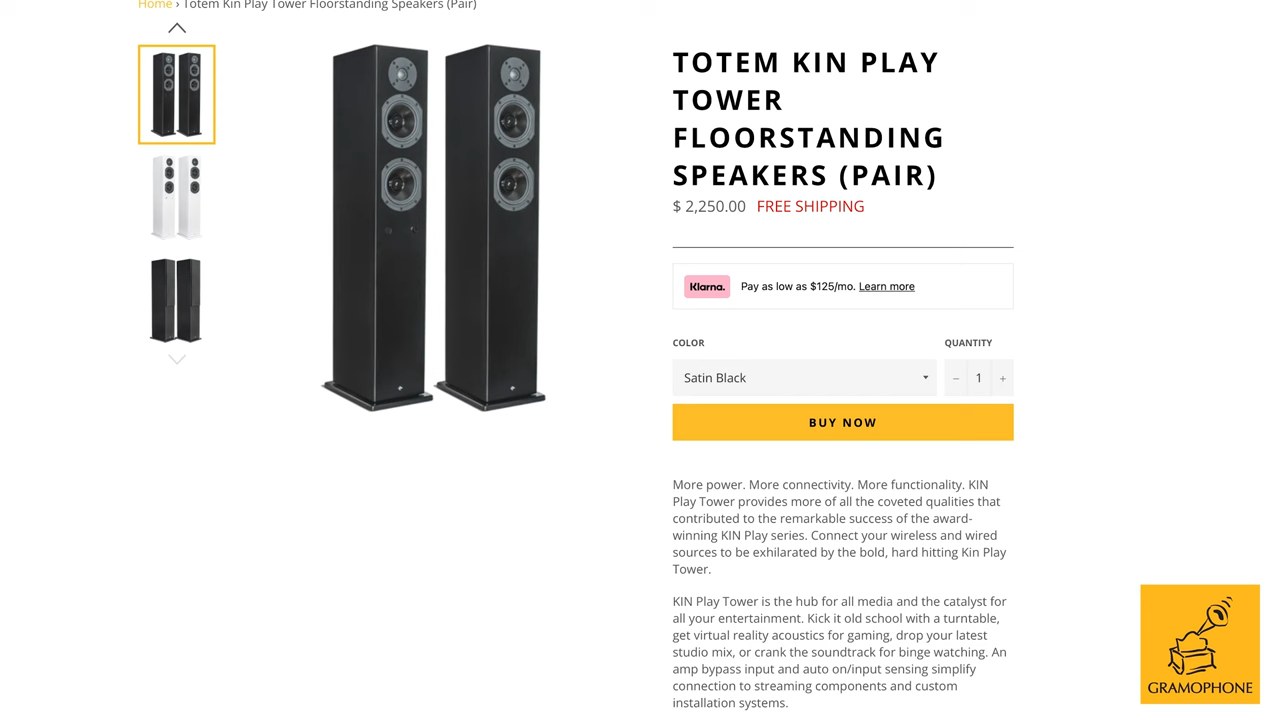 Home › Totem Kin Play Tower Floorstanding Speakers (Pair)
TOTEM KIN PLAY
TOWER
FLOORSTANDING
SPEAKERS (PAIR)
$ 2,250.00 FREE SHIPPING
Klarna. Pay as low as $125/mo. Learn more
COLOR QUANTITY
Satin Black − 1 +
BUY NOW
More power. More connectivity. More functionality. KIN
Play Tower provides more of all the coveted qualities that
contributed to the remarkable success of the award-
winning KIN Play series. Connect your wireless and wired
sources to be exhilarated by the bold, hard hitting Kin Play
Tower.
KIN Play Tower is the hub for all media and the catalyst for
all your entertainment. Kick it old school with a turntable,
get virtual reality acoustics for gaming, drop your latest
studio mix, or crank the soundtrack for binge watching. An
amp bypass input and auto on/input sensing simplify
connection to streaming components and custom
installation systems.
GRAMOPHONE